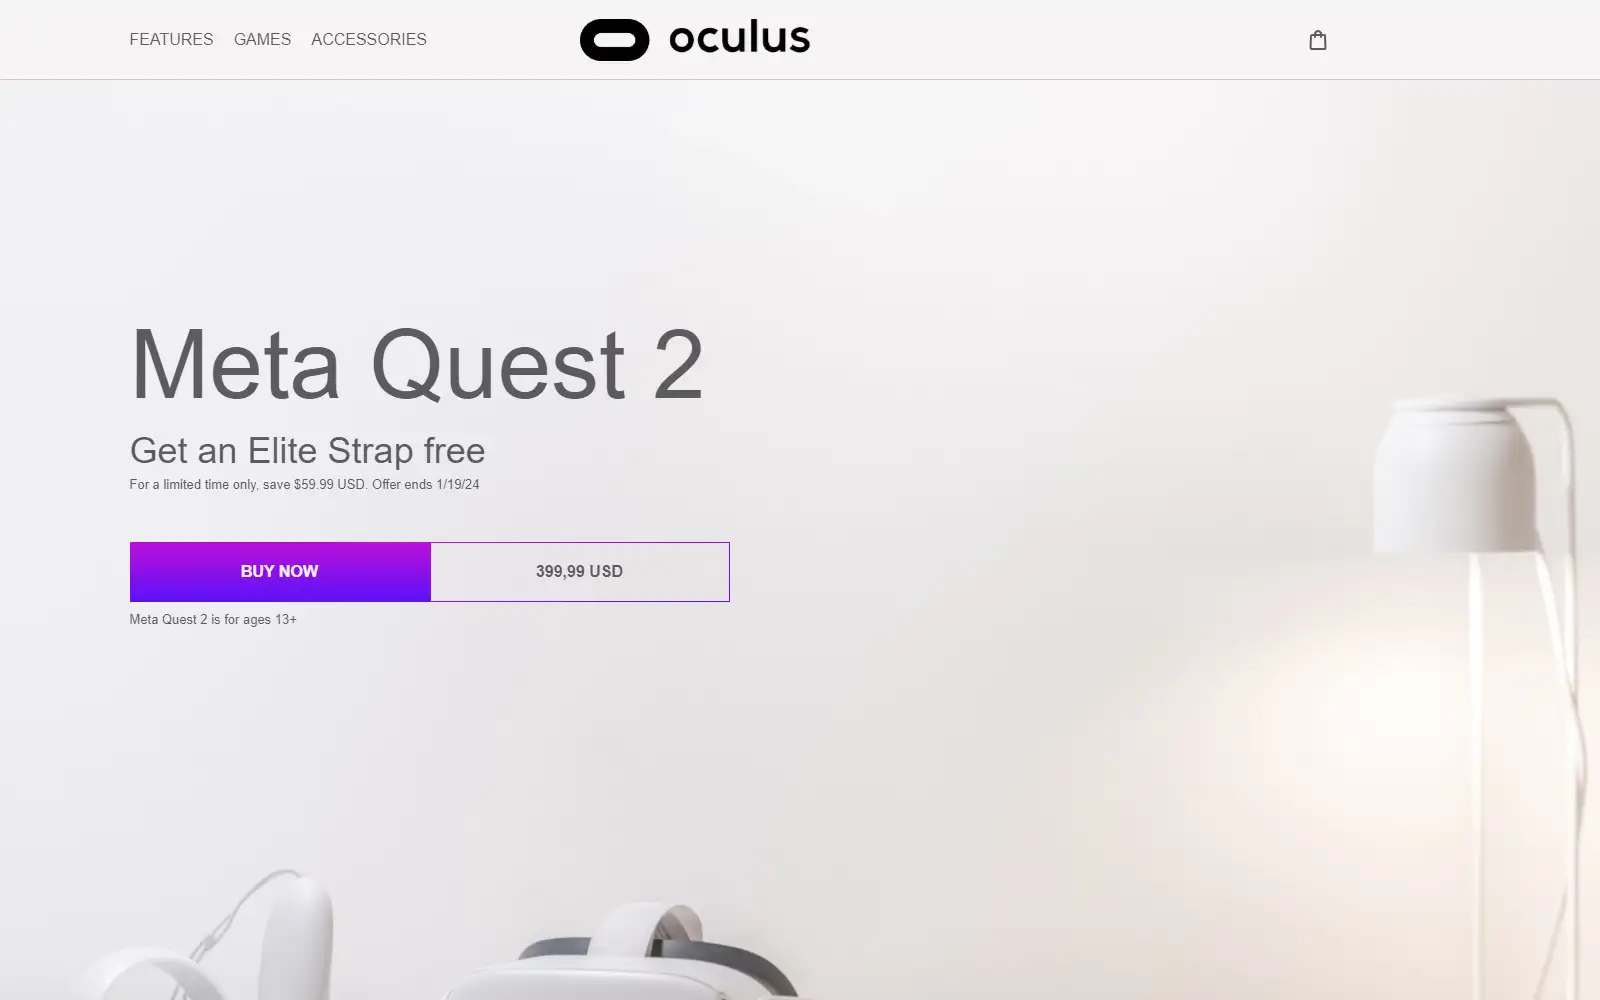 FEATURES GAMES ACCESSORIES
oculus
Meta Quest 2
Get an Elite Strap free
For a limited time only, save $59.99 USD. Offer ends 1/19/24
BUY NOW
399,99 USD
Meta Quest 2 is for ages 13+